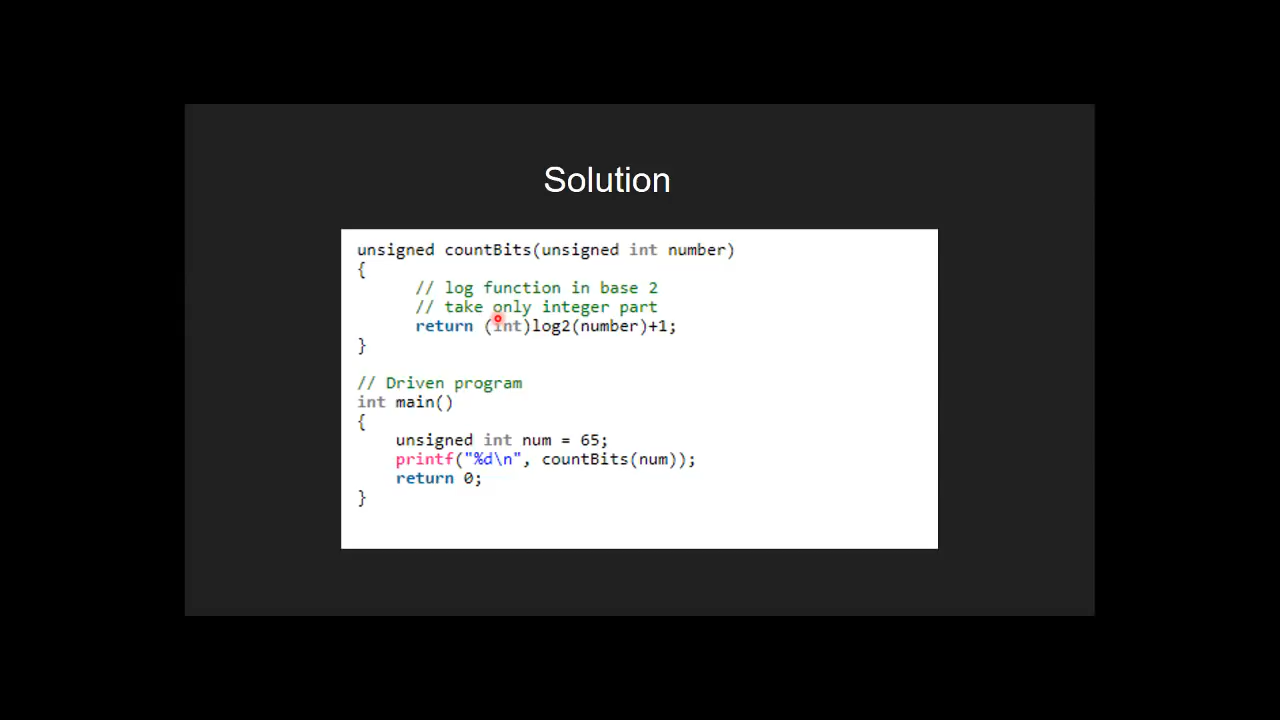 Solution
unsigned countBits(unsigned int number)
{
// log function in base 2
// take only integer part
return (int)log2(number)+1;
}
// Driven program
int main()
{
unsigned int num = 65;
printf("%d\n", countBits(num));
return 0;
}